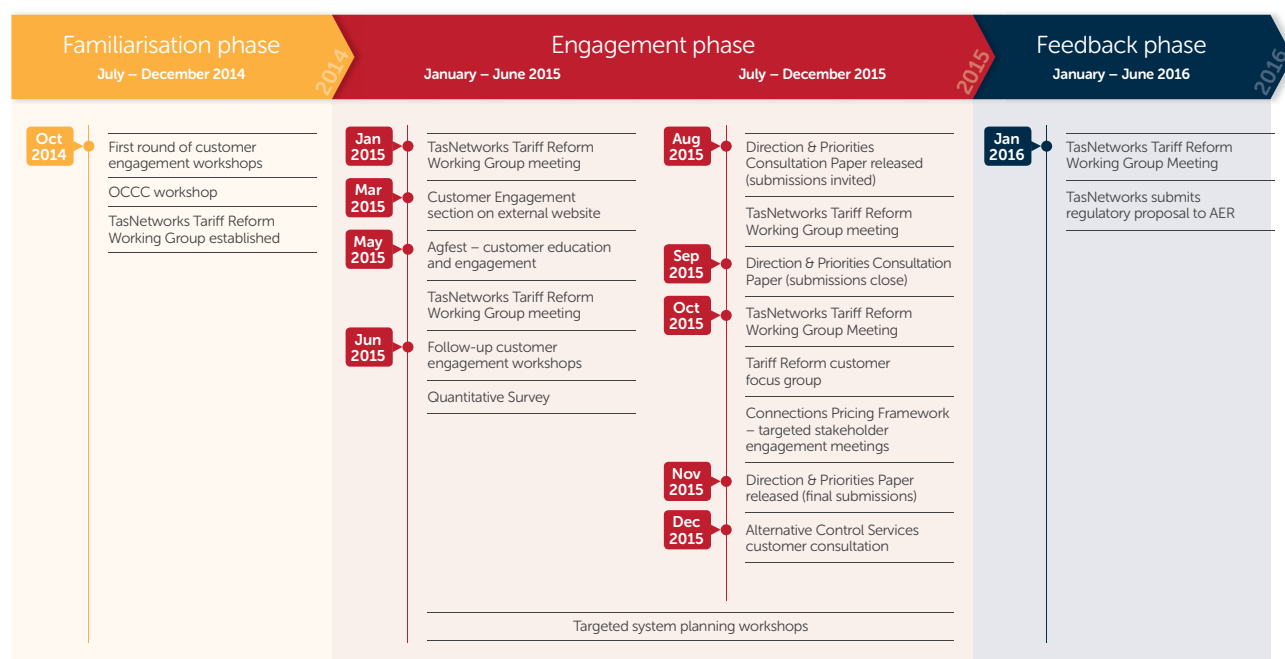 Familiarisation phase
July – December 2014
2014
Engagement phase
January – June 2015
July – December 2015
2015
Feedback phase
January – June 2016
2016
Oct
2014
First round of customer
engagement workshops
OCCC workshop
TasNetworks Tariff Reform
Working Group established
Jan
2015
TasNetworks Tariff Reform
Working Group meeting
Mar
2015
Customer Engagement
section on external website
May
2015
Agfest – customer education
and engagement
TasNetworks Tariff Reform
Working Group meeting
Jun
2015
Follow-up customer
engagement workshops
Quantitative Survey
Aug
2015
Direction & Priorities
Consultation Paper released
(submissions invited)
TasNetworks Tariff Reform
Working Group meeting
Sep
2015
Direction & Priorities Consultation
Paper (submissions close)
Oct
2015
TasNetworks Tariff Reform
Working Group Meeting
Tariff Reform customer
focus group
Connections Pricing Framework
– targeted stakeholder
engagement meetings
Nov
2015
Direction & Priorities Paper
released (final submissions)
Dec
2015
Alternative Control Services
customer consultation
Targeted system planning workshops
Jan
2016
TasNetworks Tariff Reform
Working Group Meeting
TasNetworks submits
regulatory proposal to AER